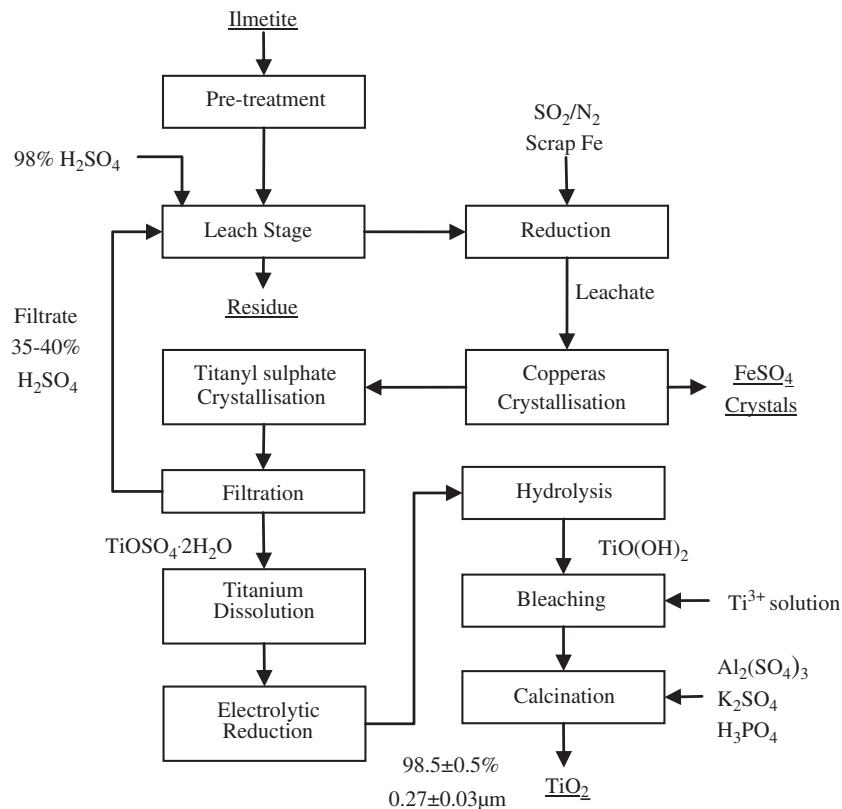 Ilmetite
Pre-treatment
SO₂/N₂
Scrap Fe
98% H₂SO₄
Leach Stage
Reduction
Residue
Leachate
Filtrate
35-40%
H₂SO₄
Titanyl sulphate
Crystallisation
Copperas
Crystallisation
FeSO₄
Crystals
Filtration
Hydrolysis
TiOSO₄·2H₂O
TiO(OH)₂
Titanium
Dissolution
Bleaching
Ti³⁺ solution
Electrolytic
Reduction
Calcination
Al₂(SO₄)₃
K₂SO₄
H₃PO₄
98.5±0.5%
0.27±0.03µm
TiO₂